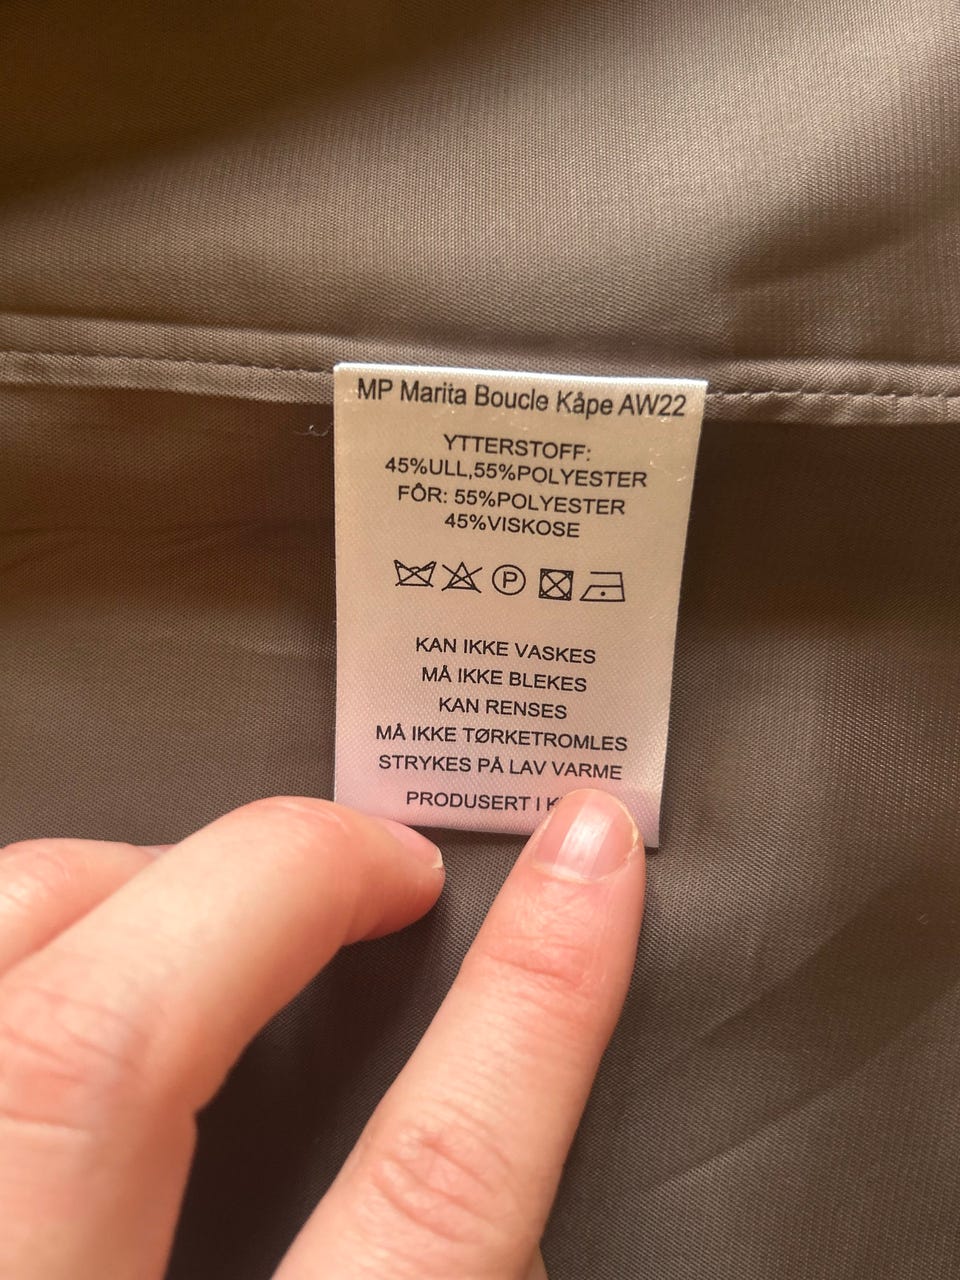 MP Marita Boucle Kåpe AW22
YTTERSTOFF:
45%ULL,55%POLYESTER
FÔR: 55%POLYESTER
45%VISKOSE
P
KAN IKKE VASKES
MÅ IKKE BLEKES
KAN RENSES
MÅ IKKE TØRKETROMLES
STRYKES PÅ LAV VARME
PRODUSERT I